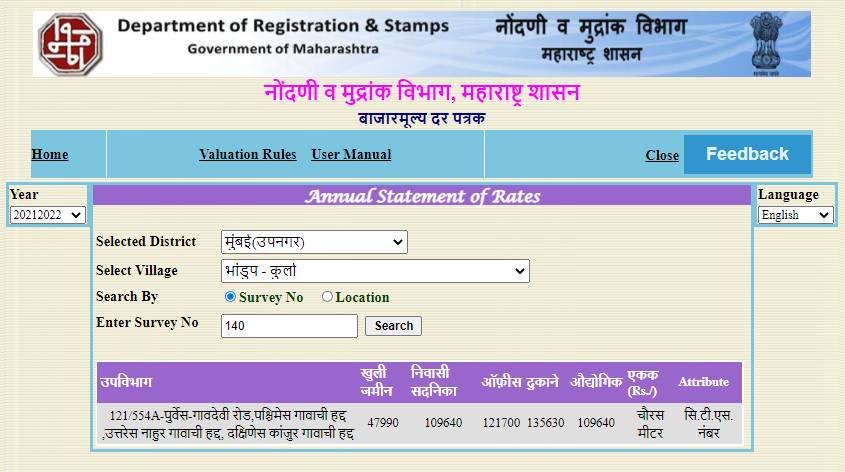 Department of Registration & Stamps
Government of Maharashtra
नोंदणी व मुद्रांक विभाग
महाराष्ट्र शासन
नोंदणी व मुद्रांक विभाग, महाराष्ट्र शासन
बाजारमूल्य दर पत्रक
Home Valuation Rules User Manual Close Feedback
Year Annual Statement of Rates Language
20212022 English
Selected District मुंबई(उपनगर)
Select Village भांडुप - कुर्ला
Search By Survey No Location
Enter Survey No 140 Search
उपविभाग खुली जमीन निवासी सदनिका ऑफ़ीस दुकाने औद्योगिक एकक (Rs./) Attribute
121/554A-पुर्वेस-गावदेवी रोड,पश्चिमेस गावाची हद्द
,उत्तरेस नाहुर गावाची हद्द, दक्षिणेस कांजुर गावाची हद्द
47990 109640 121700 135630 109640 चौरस मीटर सि.टी.एस. नंबर